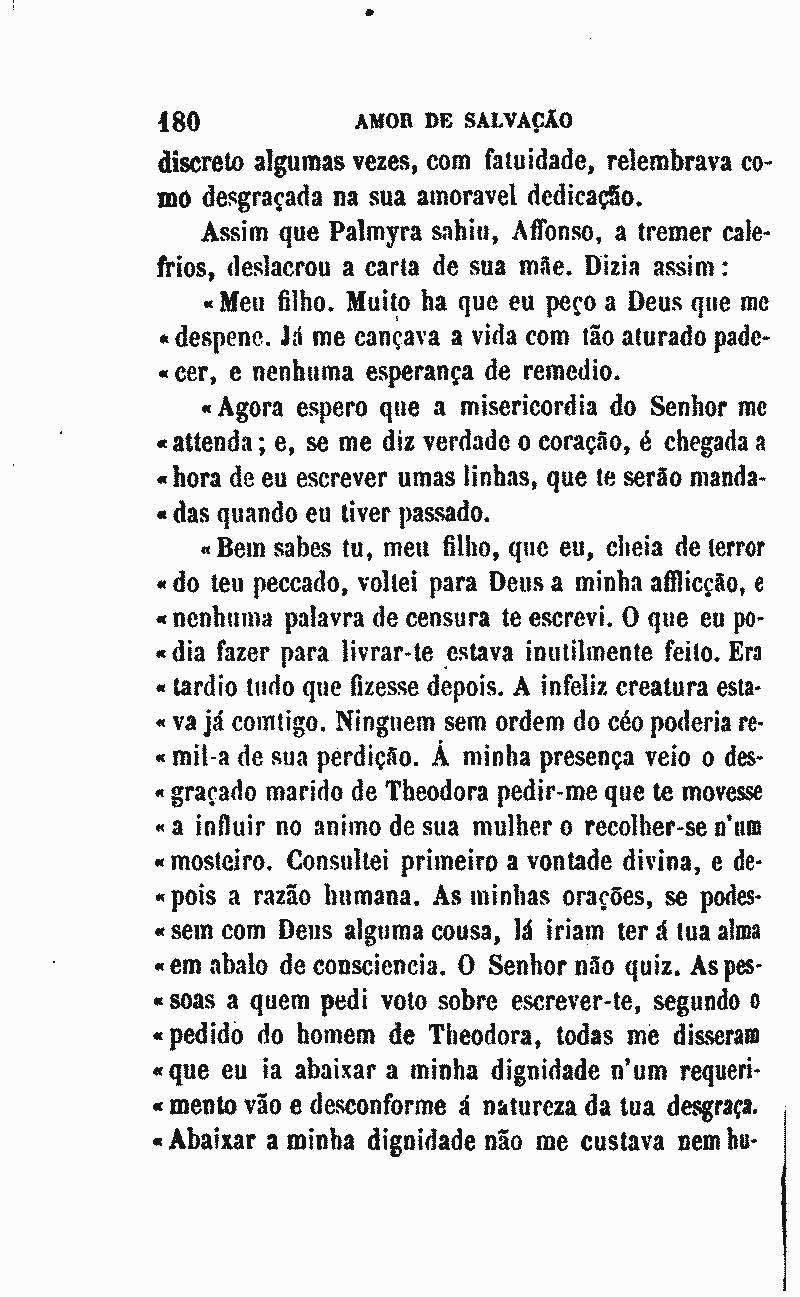 180 AMOR DE SALVAÇÃO
discreto algumas vezes, com fatuidade, relembrava co-
mo desgraçada na sua amoravel dedicação.
Assim que Palmyra sahiu, Affonso, a tremer cale-
frios, deslacrou a carta de sua mãe. Dizia assim:
«Meu filho. Muito ha que eu peço a Deus que me
«despene. Já me cançava a vida com tão aturado pade-
«cer, e nenhuma esperança de remedio.
«Agora espero que a misericordia do Senhor me
«attenda; e, se me diz verdade o coração, é chegada a
«hora de eu escrever umas linhas, que te serão manda-
«das quando eu tiver passado.
«Bem sabes tu, meu filho, que eu, cheia de terror
«do teu peccado, voltei para Deus a minha afflicção, e
«nenhuma palavra de censura te escrevi. O que eu po-
«dia fazer para livrar-te estava inutilmente feito. Era
«tardio tudo que fizesse depois. A infeliz creatura esta-
«va já comtigo. Ninguem sem ordem do céo poderia re-
«mil-a de sua perdição. Á minha presença veio o des-
«graçado marido de Theodora pedir-me que te movesse
«a influir no animo de sua mulher o recolher-se n'um
«mosteiro. Consultei primeiro a vontade divina, e de-
«pois a razão humana. As minhas orações, se podes-
«sem com Deus alguma cousa, lá iriam ter á tua alma
«em abalo de consciencia. O Senhor não quiz. As pes-
«soas a quem pedi voto sobre escrever-te, segundo o
«pedido do homem de Theodora, todas me disseram
«que eu ia abaixar a minha dignidade n'um requeri-
«mento vão e desconforme á natureza da tua desgraça.
«Abaixar a minha dignidade não me custava nem hu-